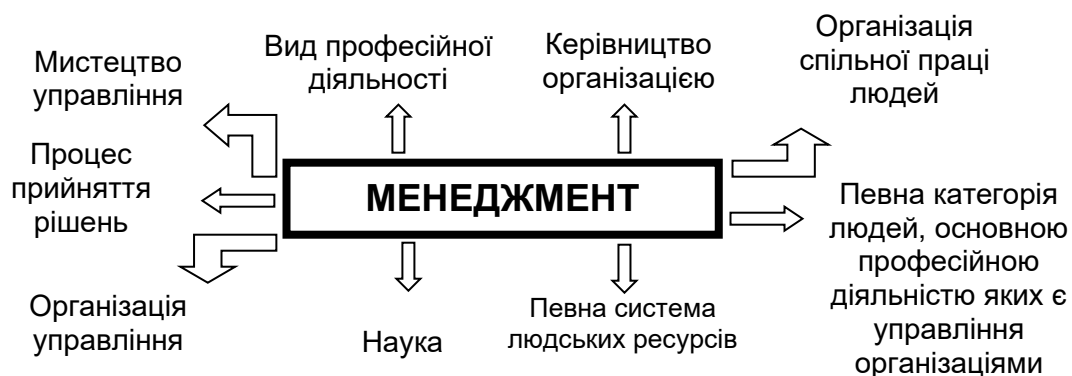 Мистецтво
управління
Вид професійної
діяльності
Керівництво
організацією
Організація
спільної праці
людей
Процес
прийняття
рішень
МЕНЕДЖМЕНТ
Певна категорія
людей, основною
професійною
діяльністю яких є
управління
організаціями
Організація
управління
Наука
Певна система
людських ресурсів